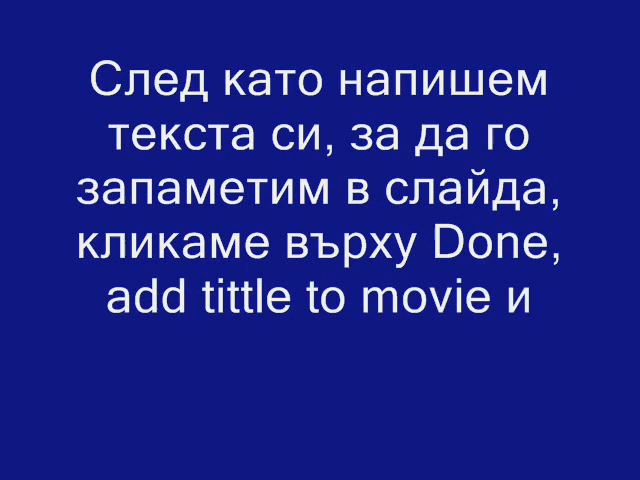 След като напишем
текста си, за да го
запаметим в слайда,
кликаме върху Done,
add tittle to movie и